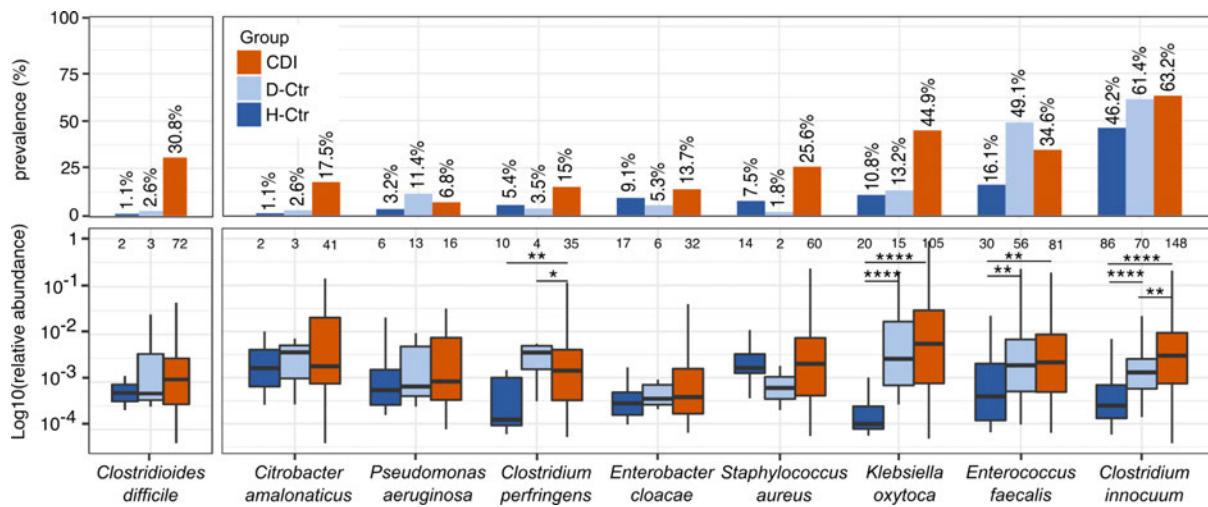 prevalence (%)
100
75
50
25
0
Group
CDI
D-Ctr
H-Ctr
1.1% 2.6% 30.8%
1.1% 2.6% 17.5%
3.2% 11.4% 6.8%
5.4% 3.5% 15%
9.1% 5.3% 13.7%
7.5% 1.8% 25.6%
10.8% 13.2% 44.9%
16.1% 49.1% 34.6%
46.2% 61.4% 63.2%
Log10(relative abundance)
1
10-1
10-2
10-3
10-4
2 3 72
2 3 41
6 13 16
10 4 35
17 6 32
14 2 60
20 15 105
30 56 81
86 70 148
**
*
****
****
**
**
****
****
**
Clostridioides
difficile
Citrobacter
amalonaticus
Pseudomonas
aeruginosa
Clostridium
perfringens
Enterobacter
cloacae
Staphylococcus
aureus
Klebsiella
oxytoca
Enterococcus
faecalis
Clostridium
innocuum